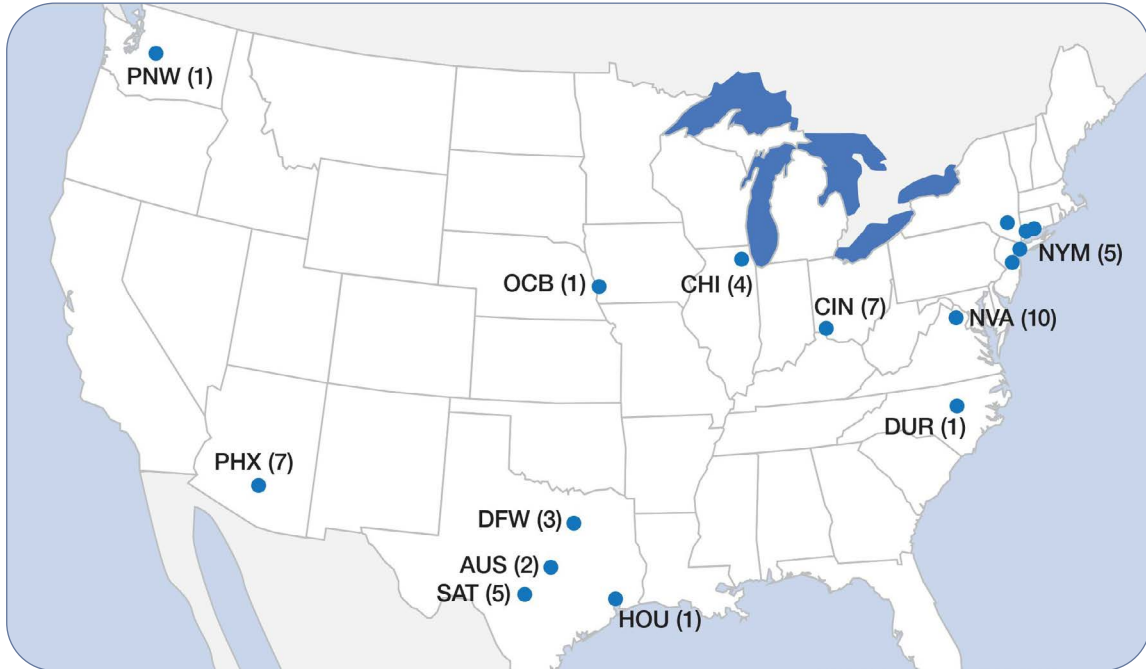 PNW (1)
NYM (5)
OCB (1)
CHI (4)
CIN (7)
NVA (10)
DUR (1)
PHX (7)
DFW (3)
AUS (2)
SAT (5)
HOU (1)